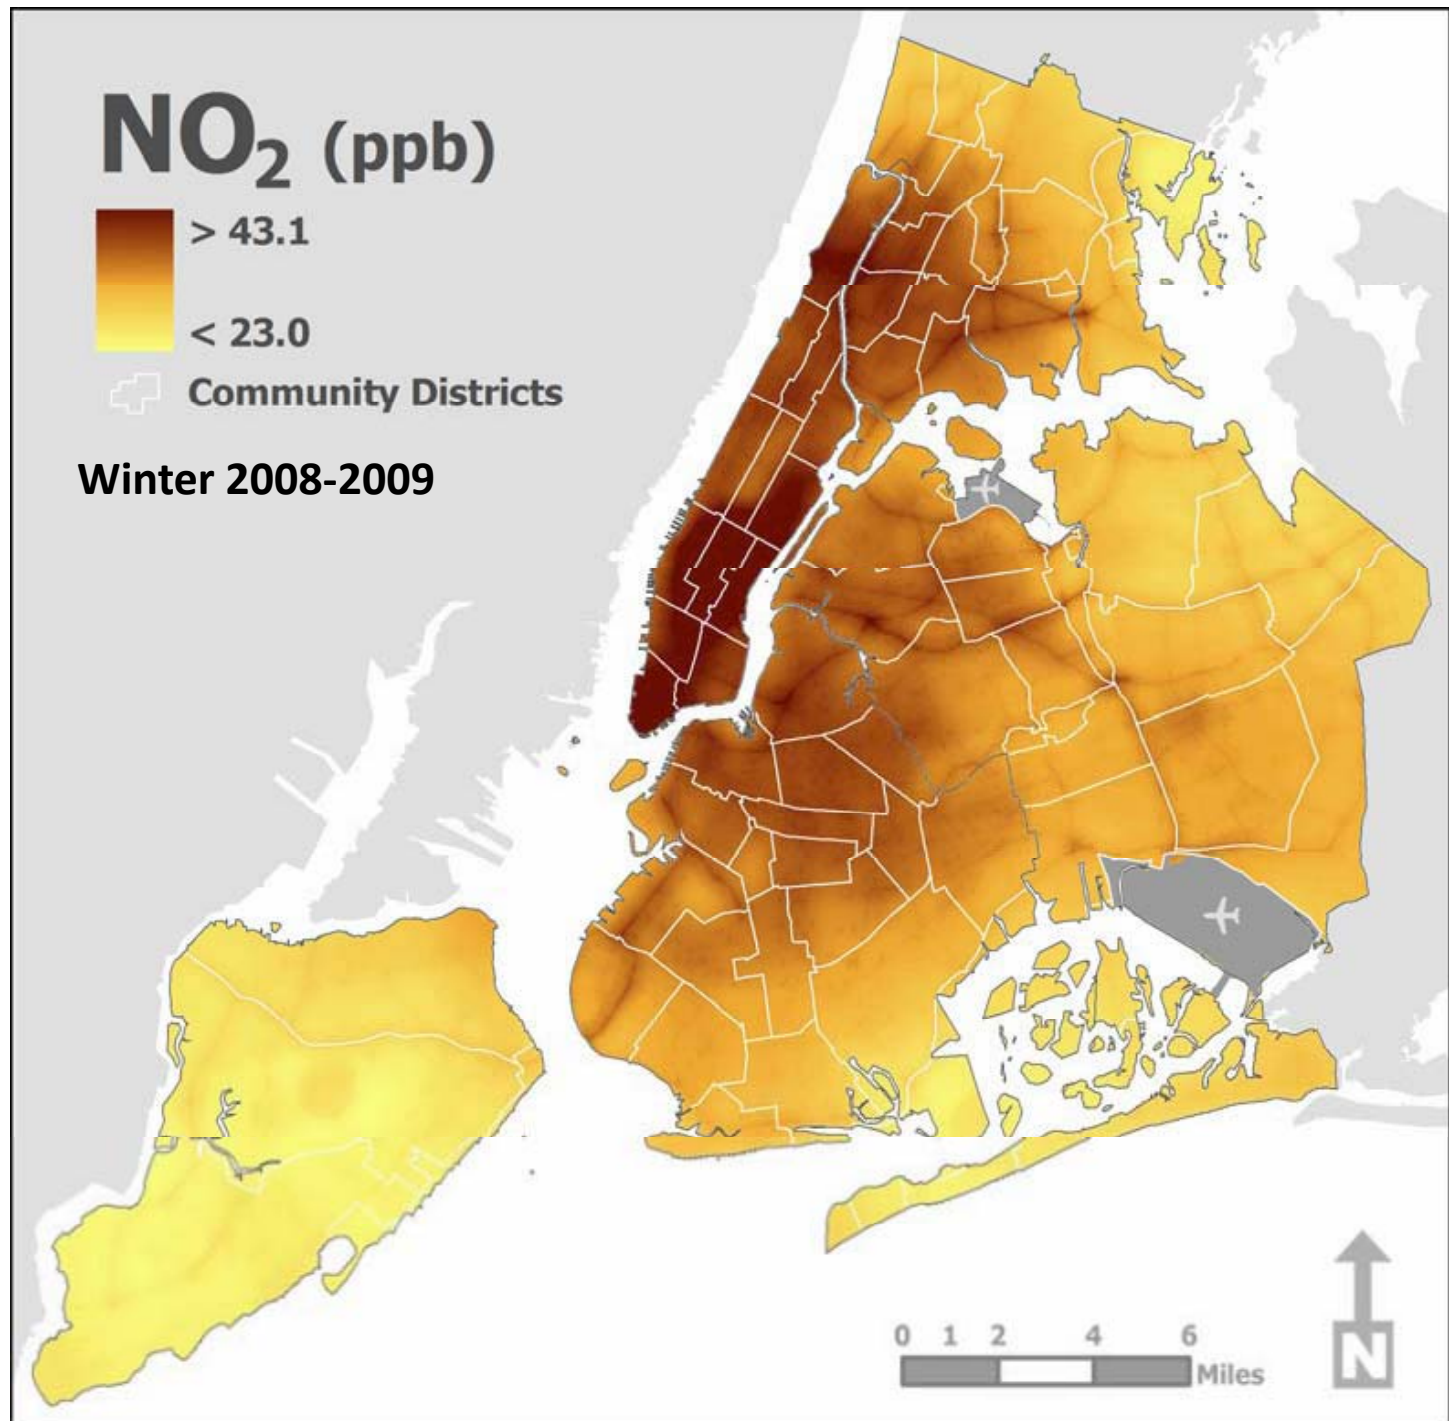 NO₂ (ppb)
> 43.1
< 23.0
Community Districts
Winter 2008-2009
0 1 2 4 6
Miles
N